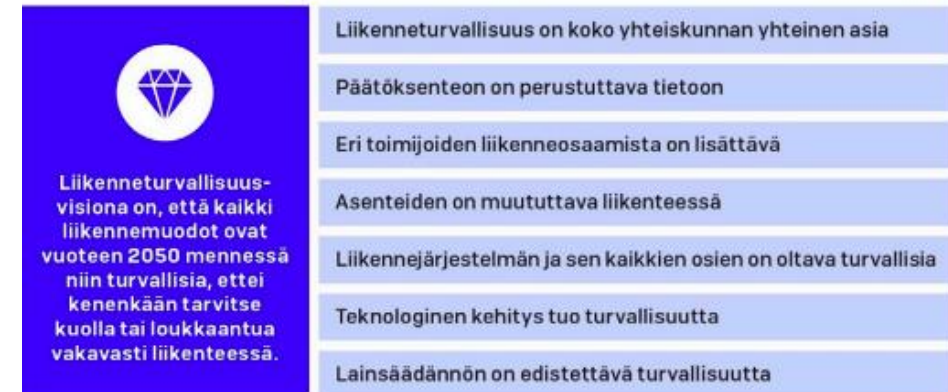 Liikenneturvallisuus-
visiona on, että kaikki
liikennemuodot ovat
vuoteen 2050 mennessä
niin turvallisia, ettei
kenenkään tarvitse
kuolla tai loukkaantua
vakavasti liikenteessä.
Liikenneturvallisuus on koko yhteiskunnan yhteinen asia
Päätöksenteon on perustuttava tietoon
Eri toimijoiden liikenneosaamista on lisättävä
Asenteiden on muututtava liikenteessä
Liikennejärjestelmän ja sen kaikkien osien on oltava turvallisia
Teknologinen kehitys tuo turvallisuutta
Lainsäädännön on edistettävä turvallisuutta